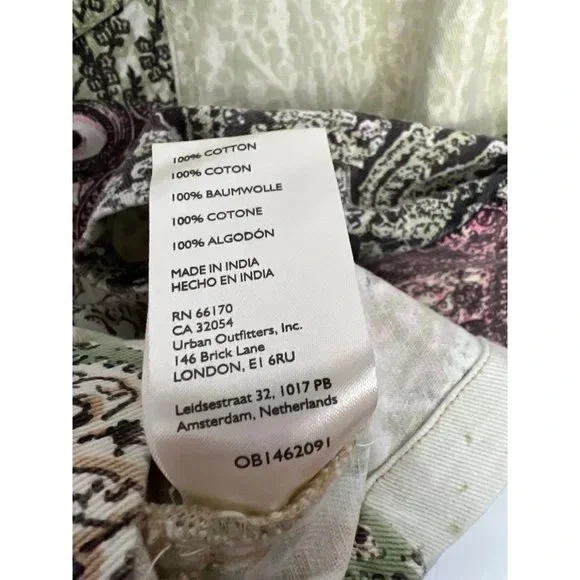 100% COTTON
100% COTON
100% BAUMWOLLE
100% COTONE
100% ALGODÓN
MADE IN INDIA
HECHO EN INDIA
RN 66170
CA 32054
Urban Outfitters, Inc.
146 Brick Lane
LONDON, E1 6RU
Leidsestraat 32, 1017 PB
Amsterdam, Netherlands
OB1462091